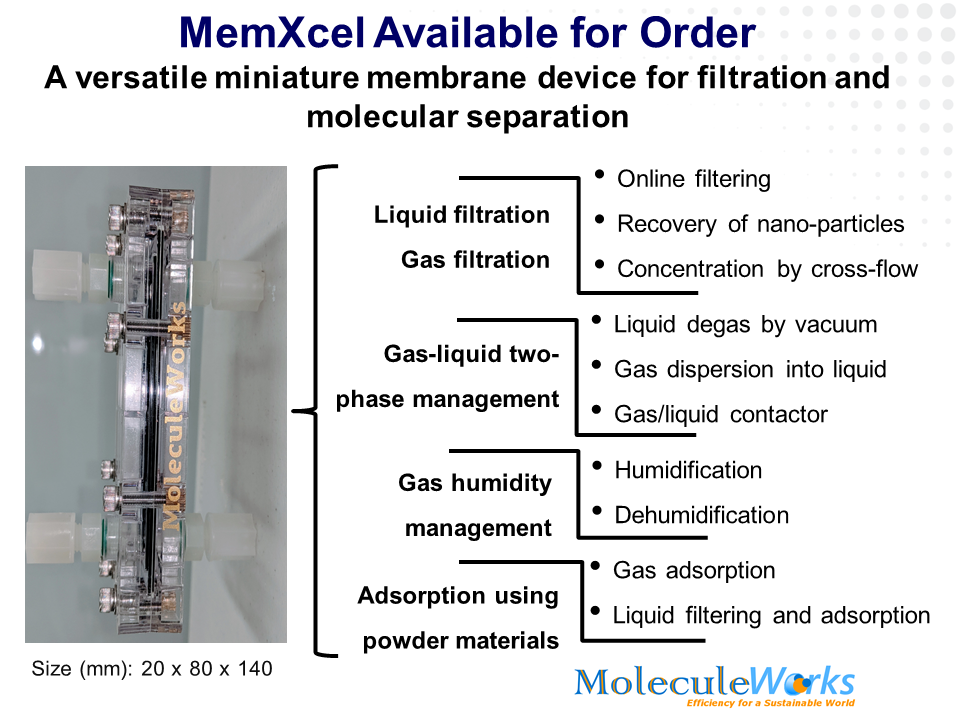 MemXcel Available for Order
A versatile miniature membrane device for filtration and
molecular separation
MoleculeWorks
Size (mm): 20 x 80 x 140
Liquid filtration
Gas filtration
• Online filtering
• Recovery of nano-particles
• Concentration by cross-flow
Gas-liquid two-
phase management
• Liquid degas by vacuum
• Gas dispersion into liquid
• Gas/liquid contactor
Gas humidity
management
• Humidification
• Dehumidification
Adsorption using
powder materials
• Gas adsorption
• Liquid filtering and adsorption
MoleculeWorks
Efficiency for a Sustainable World